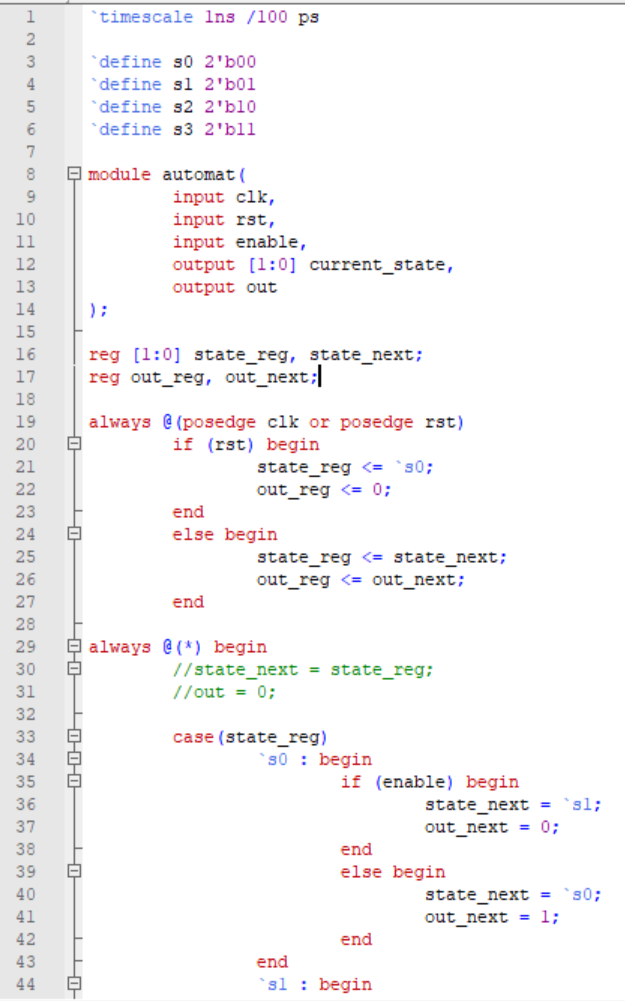 1 `timescale 1ns /100 ps
2
3 `define s0 2'b00
4 `define s1 2'b01
5 `define s2 2'b10
6 `define s3 2'b11
7
8 module automat(
9 input clk,
10 input rst,
11 input enable,
12 output [1:0] current_state,
13 output out
14 );
15
16 reg [1:0] state_reg, state_next;
17 reg out_reg, out_next;
18
19 always @(posedge clk or posedge rst)
20 if (rst) begin
21 state_reg <= `s0;
22 out_reg <= 0;
23 end
24 else begin
25 state_reg <= state_next;
26 out_reg <= out_next;
27 end
28
29 always @(*) begin
30 //state_next = state_reg;
31 //out = 0;
32
33 case(state_reg)
34 `s0 : begin
35 if (enable) begin
36 state_next = `s1;
37 out_next = 0;
38 end
39 else begin
40 state_next = `s0;
41 out_next = 1;
42 end
43 end
44 `s1 : begin